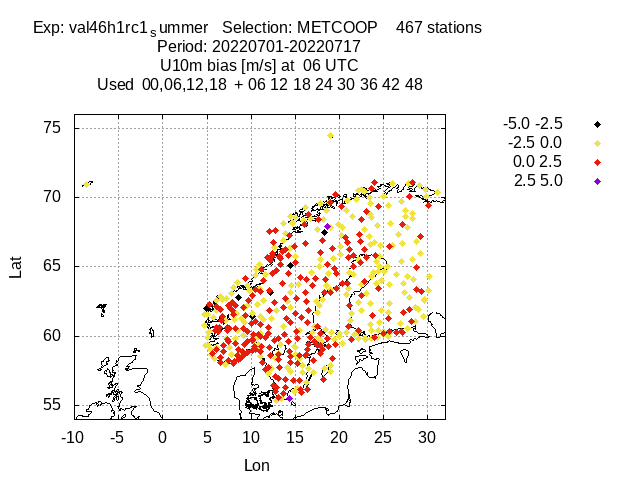 Exp: val46h1rc1summer Selection: METCOOP 467 stations
Period: 20220701-20220717
U10m bias [m/s] at 06 UTC
Used 00,06,12,18 + 06 12 18 24 30 36 42 48
-5.0 -2.5
-2.5 0.0
0.0 2.5
2.5 5.0
75
70
65
60
55
Lat
-10 -5 0 5 10 15 20 25 30
Lon